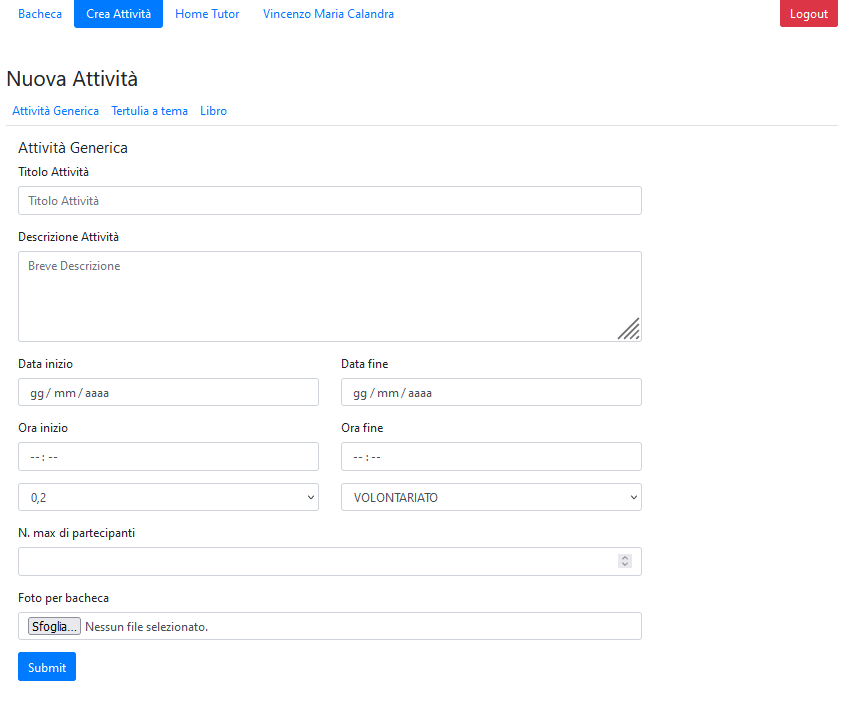 Bacheca Crea Attività Home Tutor Vincenzo Maria Calandra Logout
Nuova Attività
Attività Generica Tertulia a tema Libro
Attività Generica
Titolo Attività
Titolo Attività
Descrizione Attività
Breve Descrizione
Data inizio Data fine
gg / mm / aaaa gg / mm / aaaa
Ora inizio Ora fine
-- : -- -- : --
0,2 VOLONTARIATO
N. max di partecipanti
Foto per bacheca
Sfoglia... Nessun file selezionato.
Submit